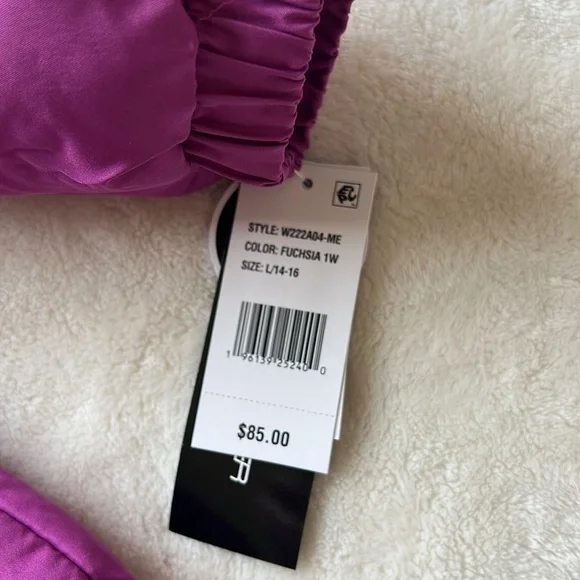 STYLE: W222A04-ME
COLOR: FUCHSIA 1W
SIZE: L/14-16
1 96139 25240 0
$85.00